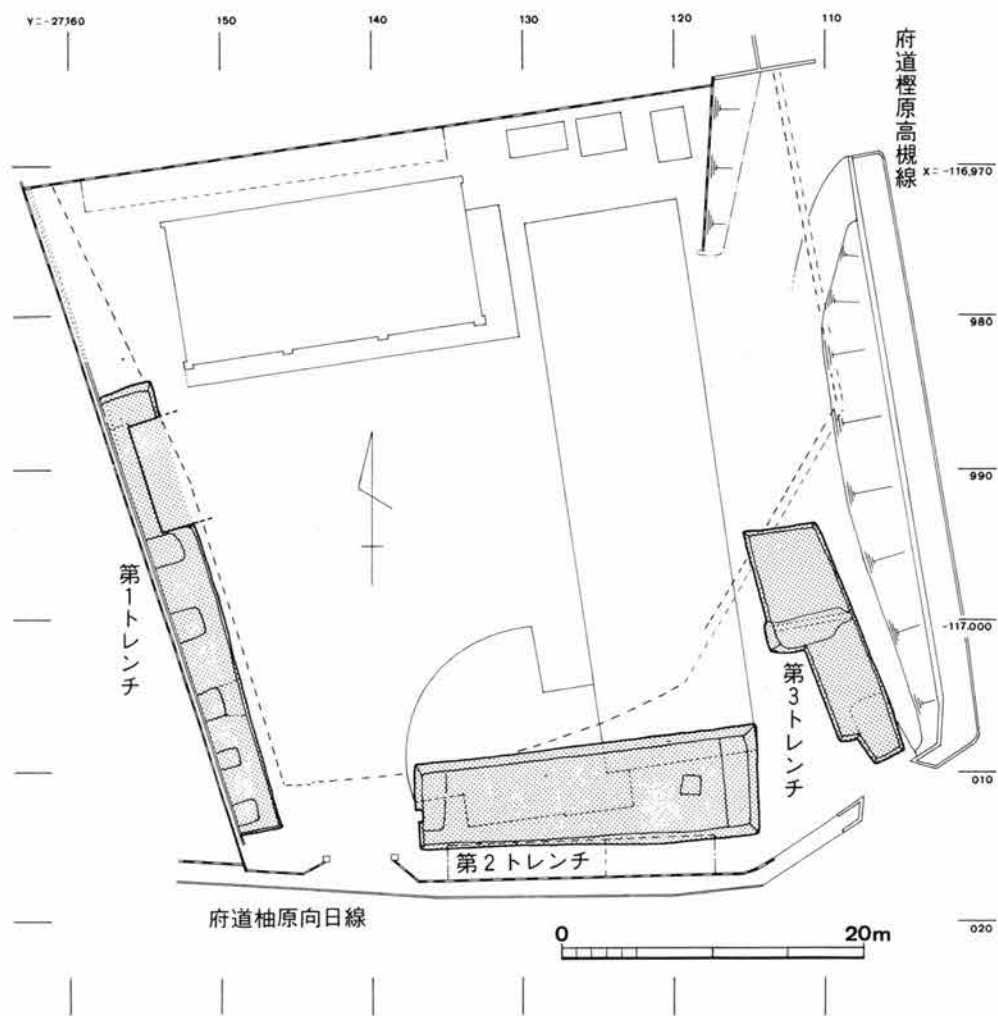 Y=-27,160
150
140
130
120
110
府道樫原高槻線
X=-116,970
980
990
第1トレンチ
-117,000
第3トレンチ
010
第2トレンチ
府道柚原向日線
020
0 20m